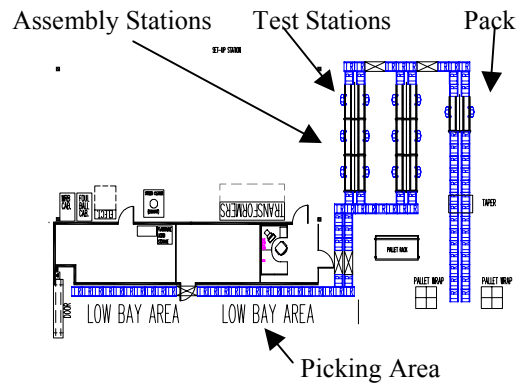 Assembly Stations Test Stations Pack
SET-UP STATION
TRANSFORMERS
ELECT
TAPER
PALLET RACK
PALLET WRAP PALLET WRAP
DOOR
LOW BAY AREA LOW BAY AREA
Picking Area